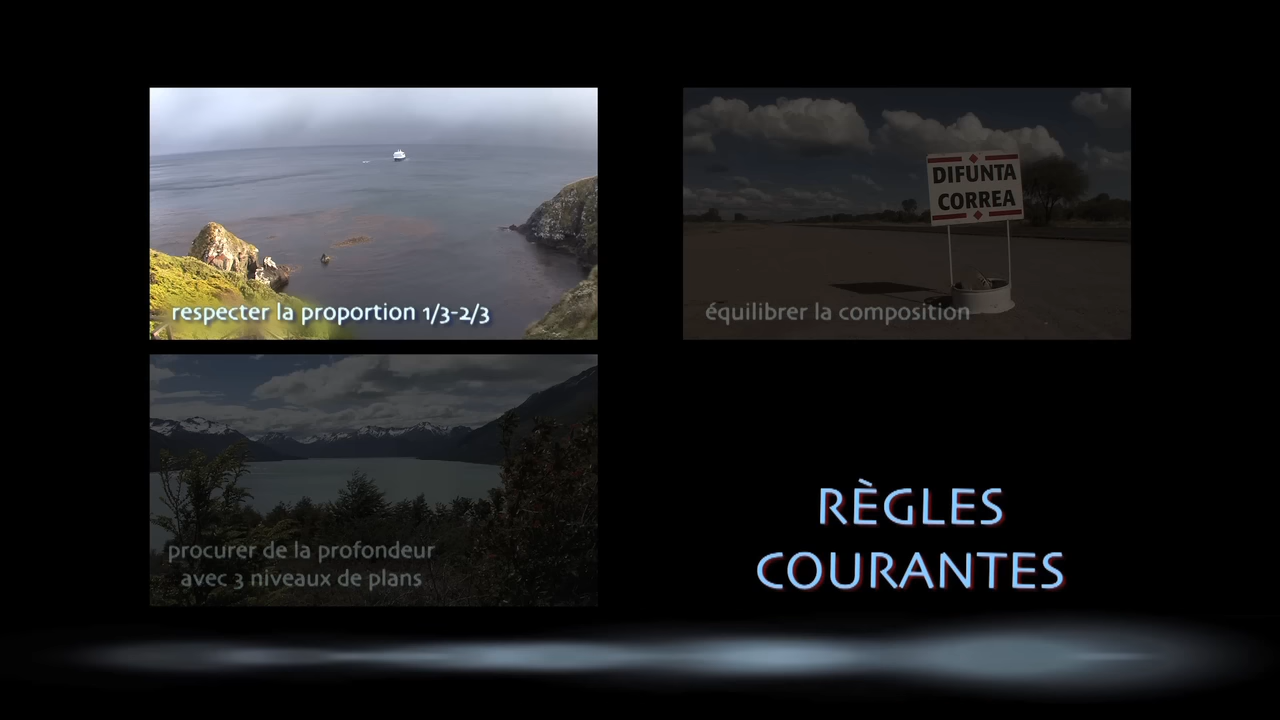 respecter la proportion 1/3-2/3
DIFUNTA
CORREA
équilibrer la composition
procurer de la profondeur
avec 3 niveaux de plans
RÈGLES
COURANTES